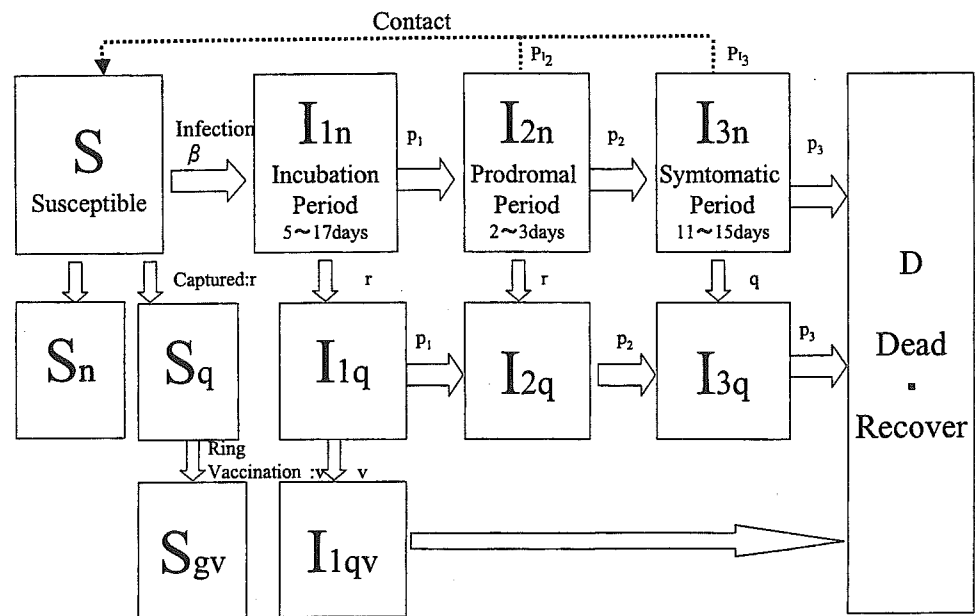 Contact
PI2
PI3
S
Susceptible
Infection
β
I1n
Incubation
Period
5～17days
p1
I2n
Prodromal
Period
2～3days
p2
I3n
Symtomatic
Period
11～15days
p3
D
Dead
・
Recover
Captured:r
r
r
q
Sn
Sq
I1q
p1
I2q
p2
I3q
p3
Ring
Vaccination :v
v
Sgv
I1qv